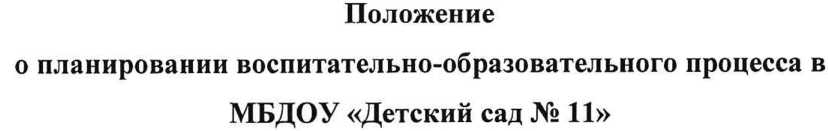 Положение
о планировании воспитательно-образовательного процесса в
МБДОУ «Детский сад № 11»